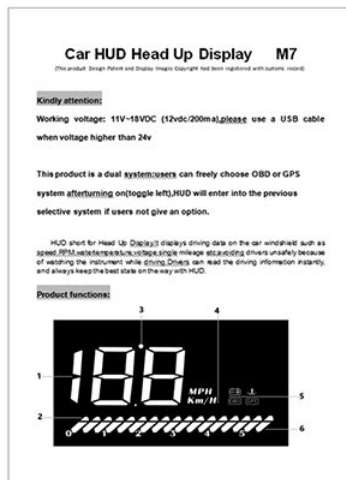 Car HUD Head Up Display M7
(This product Design Patent and Display Images Copyright had been registered with customs record)
Kindly attention:
Working voltage: 11V~18VDC (12vdc/200ma),please use a USB cable
when voltage higher than 24v
This product is a dual system:users can freely choose OBD or GPS
system afterturning on(toggle left),HUD will enter into the previous
selective system if users not give an option.
HUD short for Head Up Display,it displays driving data on the car windshield such as
speed,RPM,watertemperature,voltage,single mileage etc,avoiding drivers unsafely because
of watching the instrument while driving.Drivers can read the driving information instantly,
and always keep the best state on the way with HUD.
Product functions:
3 4
1
188
MPH
Km/H
OBD GPS
5
2
6
0 1 2 3 4 5